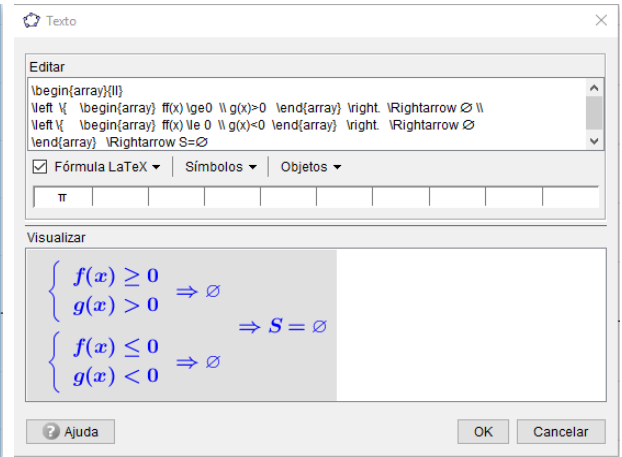 Texto
Editar
\begin{array}{ll}
\left \{ \begin{array} ff(x) \ge0 \\ g(x)>0 \end{array} \right. \Rightarrow ∅ \\
\left \{ \begin{array} ff(x) \le 0 \\ g(x)<0 \end{array} \right. \Rightarrow ∅
\end{array} \Rightarrow S=∅
Fórmula LaTeX Símbolos Objetos
π
Visualizar
f(x) ≥ 0
g(x) > 0
⇒ ∅
⇒ S = ∅
f(x) ≤ 0
g(x) < 0
⇒ ∅
Ajuda OK Cancelar